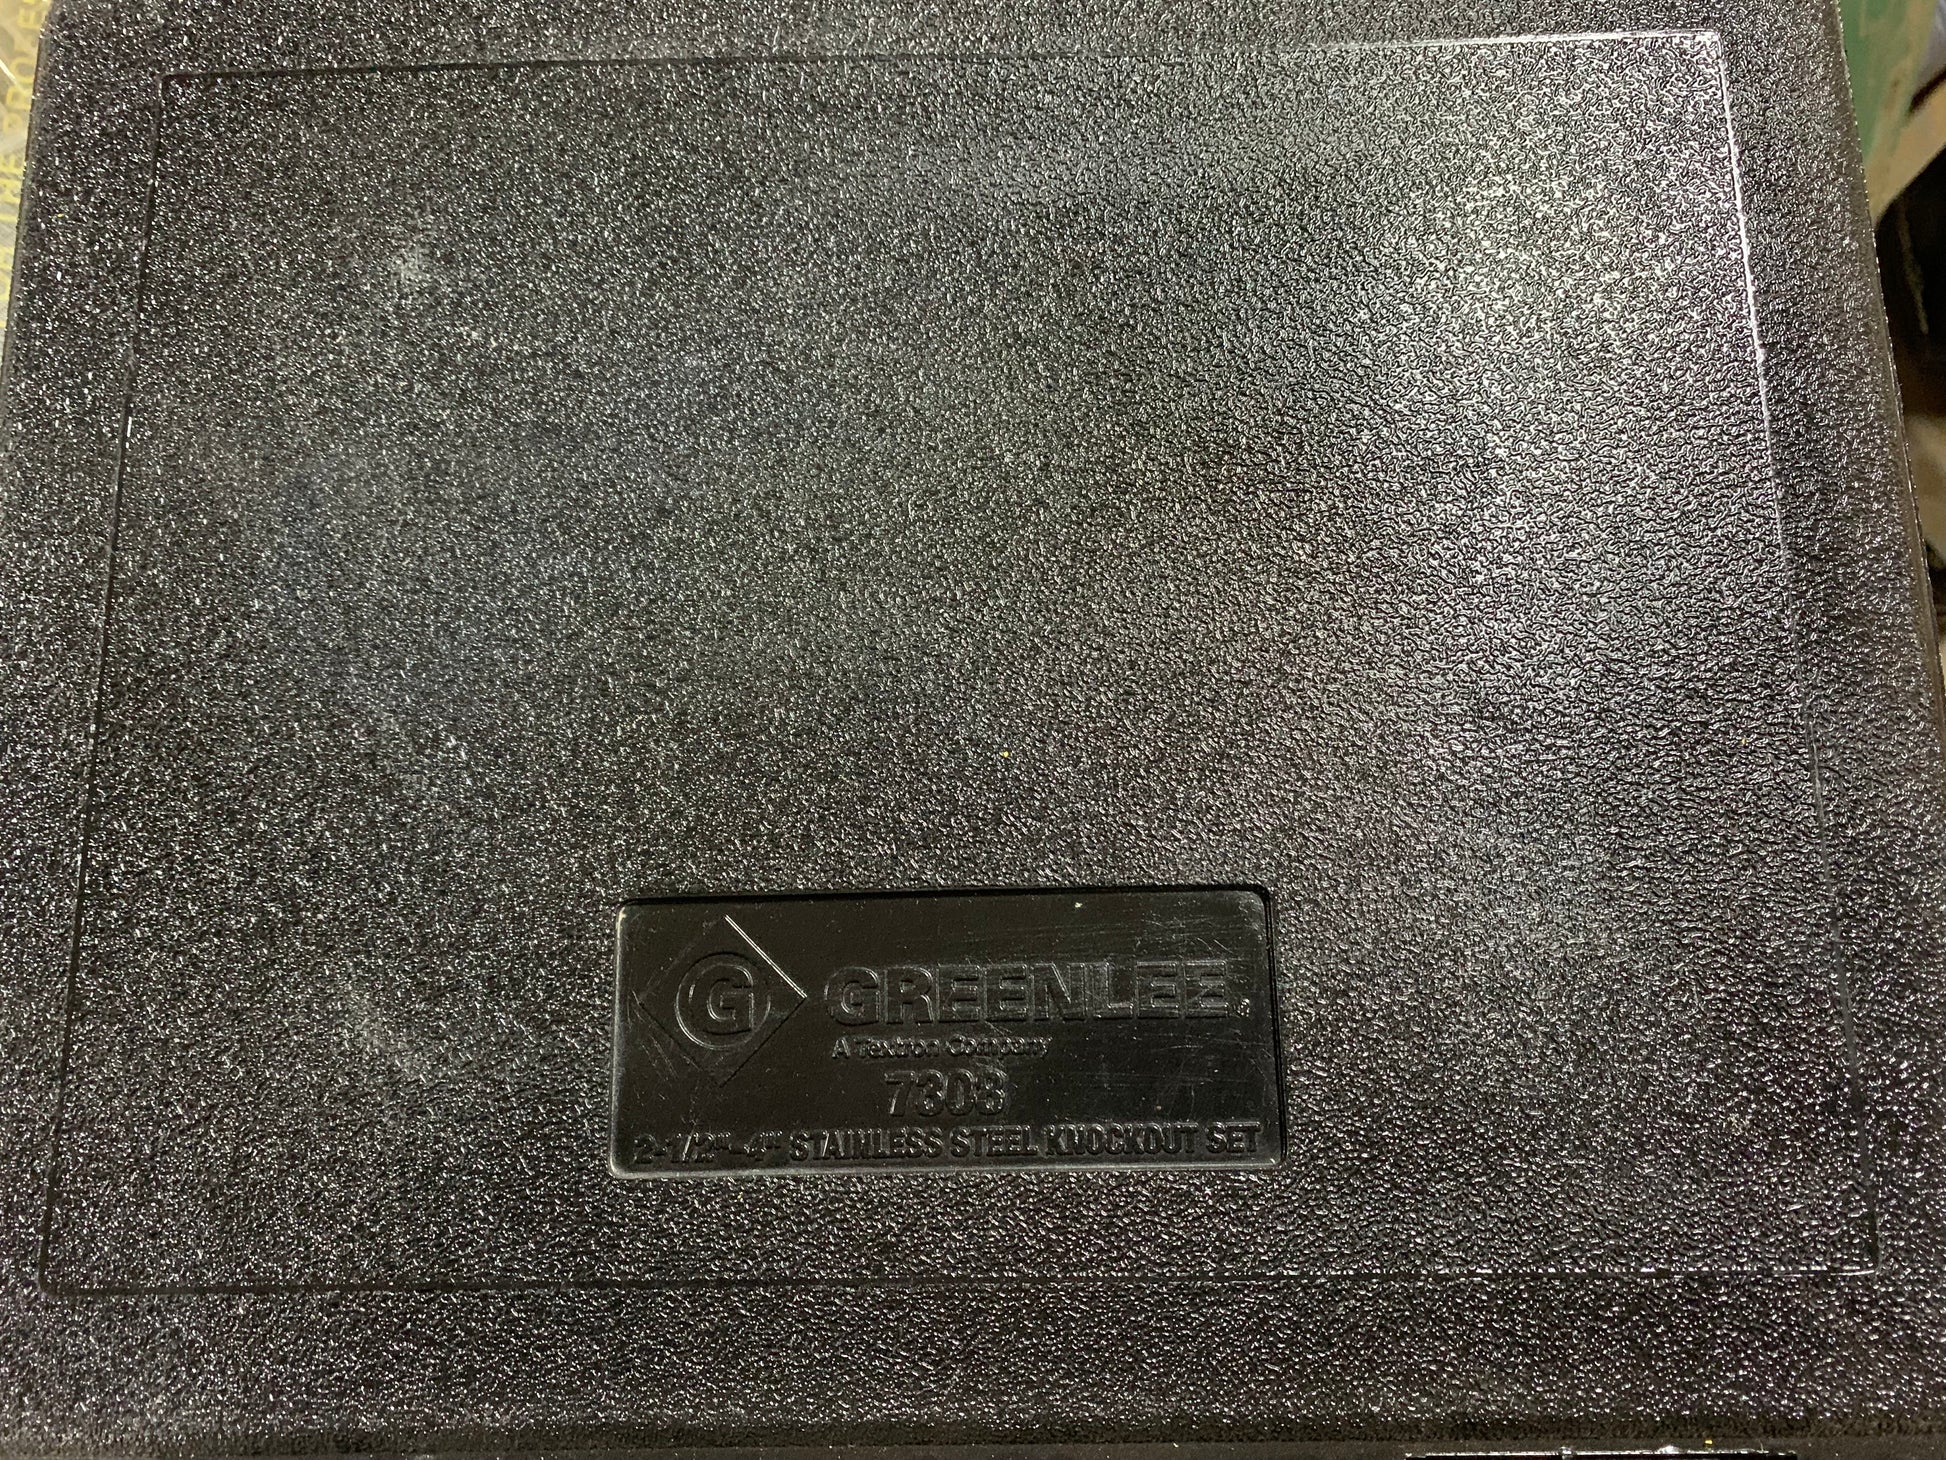 G GREENLEE
A Textron Company
7308
2-1/2"-4" STAINLESS STEEL KNOCKOUT SET